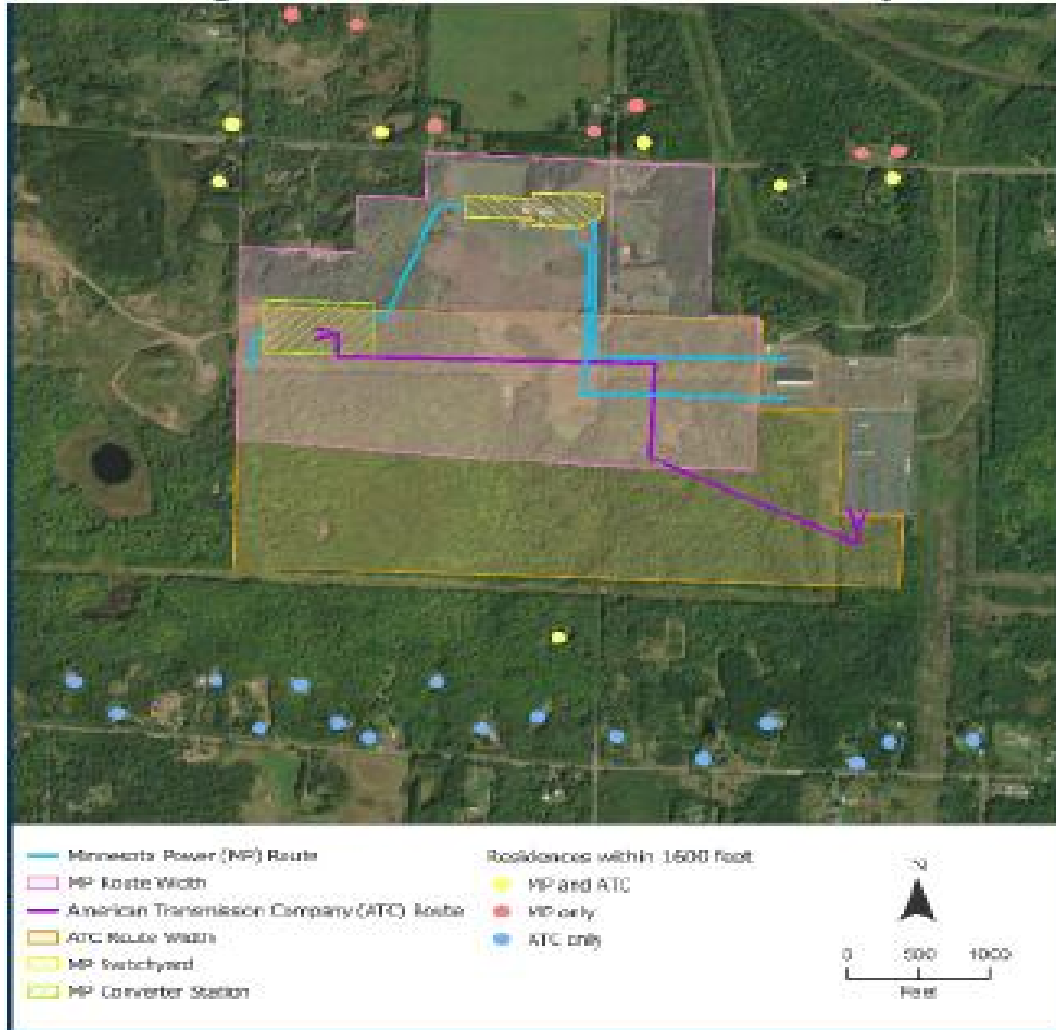 Minnesota Power (MP) Route
MP Route Width
American Transmission Company (ATC) Route
ATC Route Width
MP Switchyard
MP Converter Station
Residences within 1600 feet
MP and ATC
MP only
ATC only
N
0 500 1000
Feet